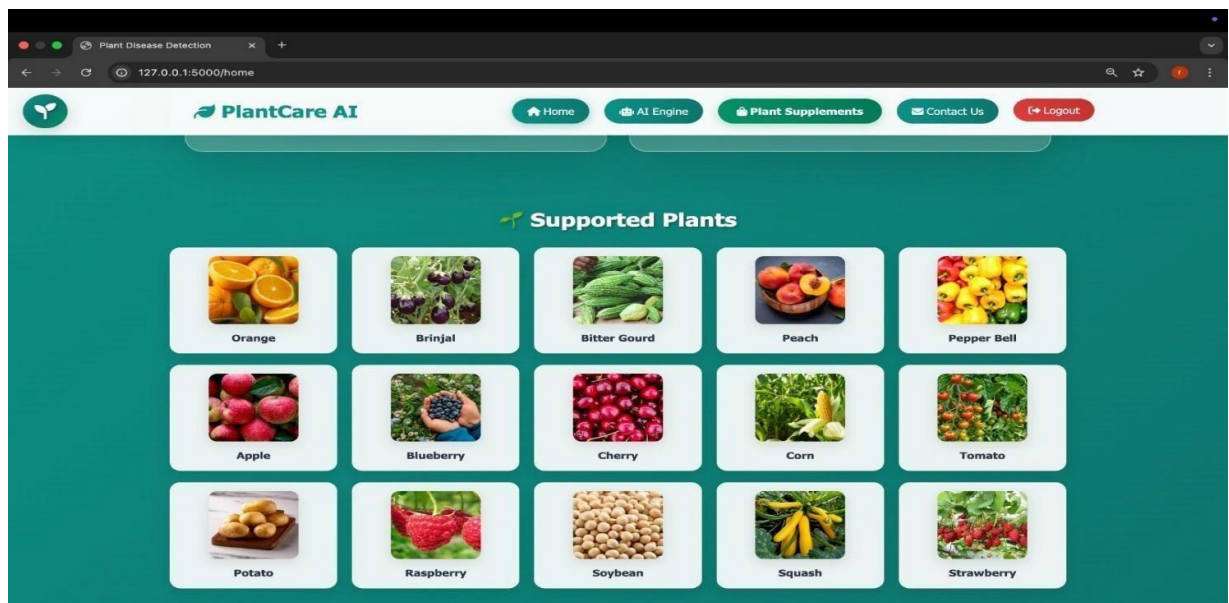 Plant Disease Detection
127.0.0.1:5000/home
PlantCare AI
Home
AI Engine
Plant Supplements
Contact Us
Logout
Supported Plants
Orange
Brinjal
Bitter Gourd
Peach
Pepper Bell
Apple
Blueberry
Cherry
Corn
Tomato
Potato
Raspberry
Soybean
Squash
Strawberry